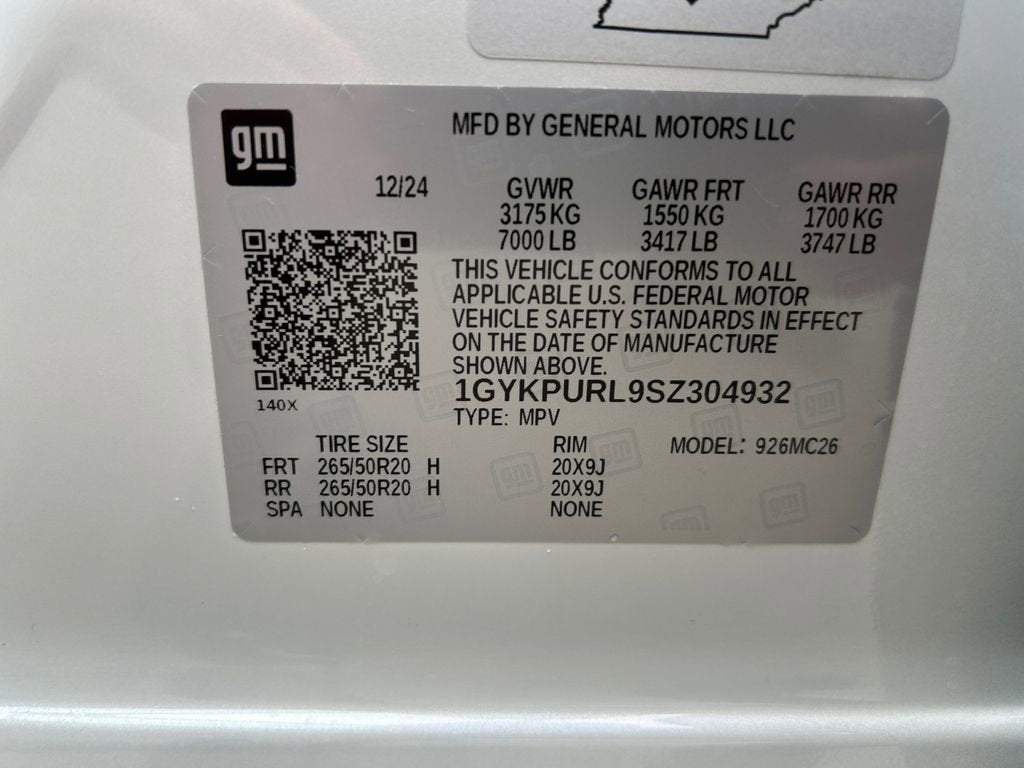 gm
MFD BY GENERAL MOTORS LLC
12/24 GVWR GAWR FRT GAWR RR
3175 KG 1550 KG 1700 KG
7000 LB 3417 LB 3747 LB
THIS VEHICLE CONFORMS TO ALL
APPLICABLE U.S. FEDERAL MOTOR
VEHICLE SAFETY STANDARDS IN EFFECT
ON THE DATE OF MANUFACTURE
SHOWN ABOVE.
1GYKPURL9SZ304932
140X
TYPE: MPV
TIRE SIZE RIM MODEL: 926MC26
FRT 265/50R20 H 20X9J
RR 265/50R20 H 20X9J
SPA NONE NONE